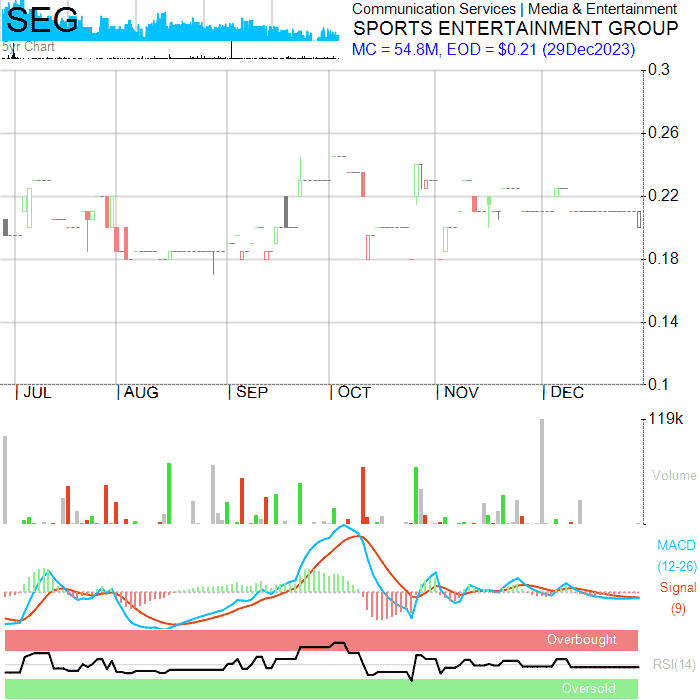 SEG
5yr Chart
Communication Services | Media & Entertainment
SPORTS ENTERTAINMENT GROUP
MC = 54.8M, EOD = $0.21 (29Dec2023)
0.3
0.26
0.22
0.18
0.14
0.1
JUL
AUG
SEP
OCT
NOV
DEC
119k
Volume
MACD
(12-26)
Signal
(9)
Overbought
RSI(14)
Oversold